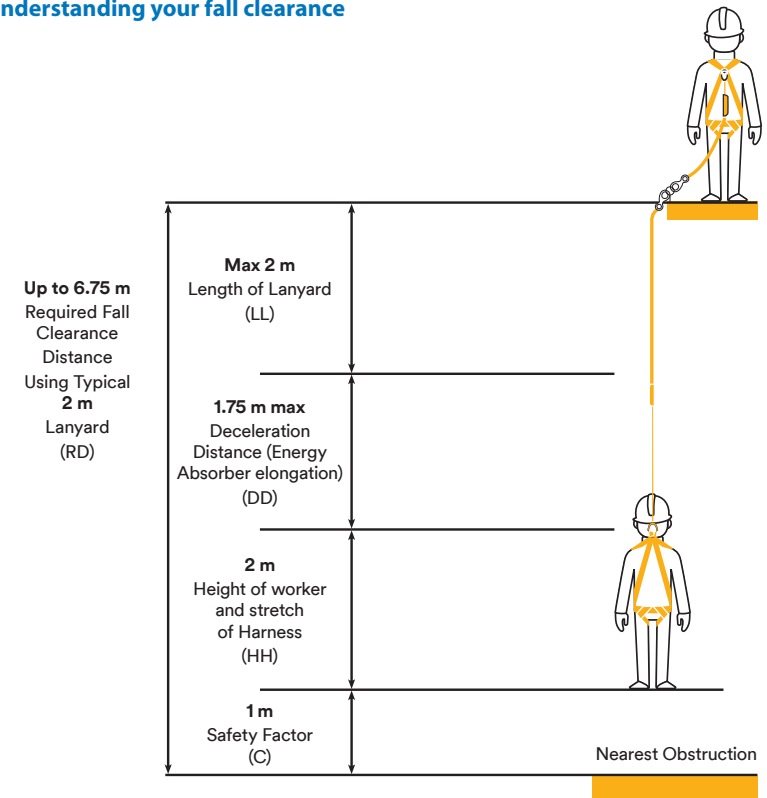 nderstanding your fall clearance
Up to 6.75 m
Required Fall
Clearance
Distance
Using Typical
2 m
Lanyard
(RD)
Max 2 m
Length of Lanyard
(LL)
1.75 m max
Deceleration
Distance (Energy
Absorber elongation)
(DD)
2 m
Height of worker
and stretch
of Harness
(HH)
1 m
Safety Factor
(C)
Nearest Obstruction